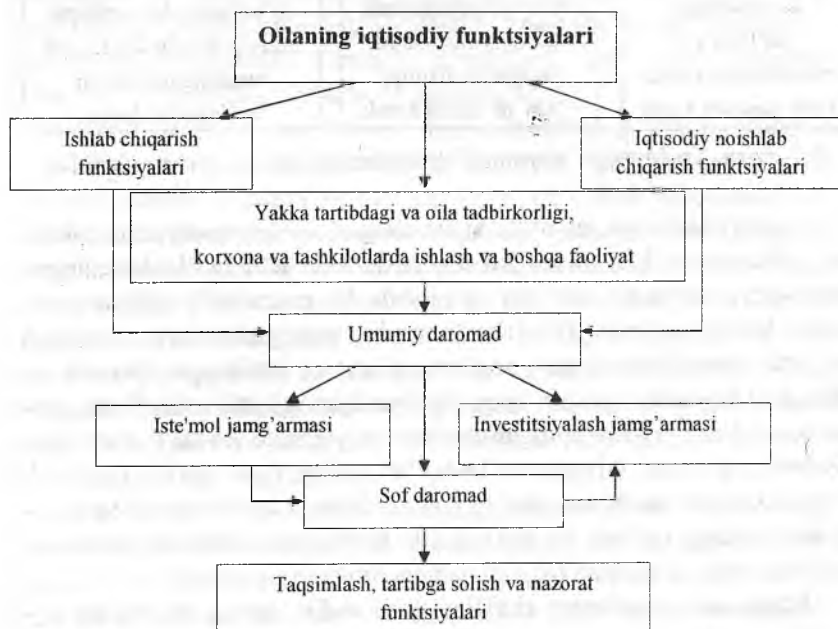 Oilaning iqtisodiy funktsiyalari
Ishlab chiqarish
funktsiyalari
Iqtisodiy noishlab
chiqarish funktsiyalari
Yakka tartibdagi va oila tadbirkorligi,
korxona va tashkilotlarda ishlash va boshqa faoliyat
Umumiy daromad
Iste'mol jamg'armasi
Investitsiyalash jamg'armasi
Sof daromad
Taqsimlash, tartibga solish va nazorat
funktsiyalari